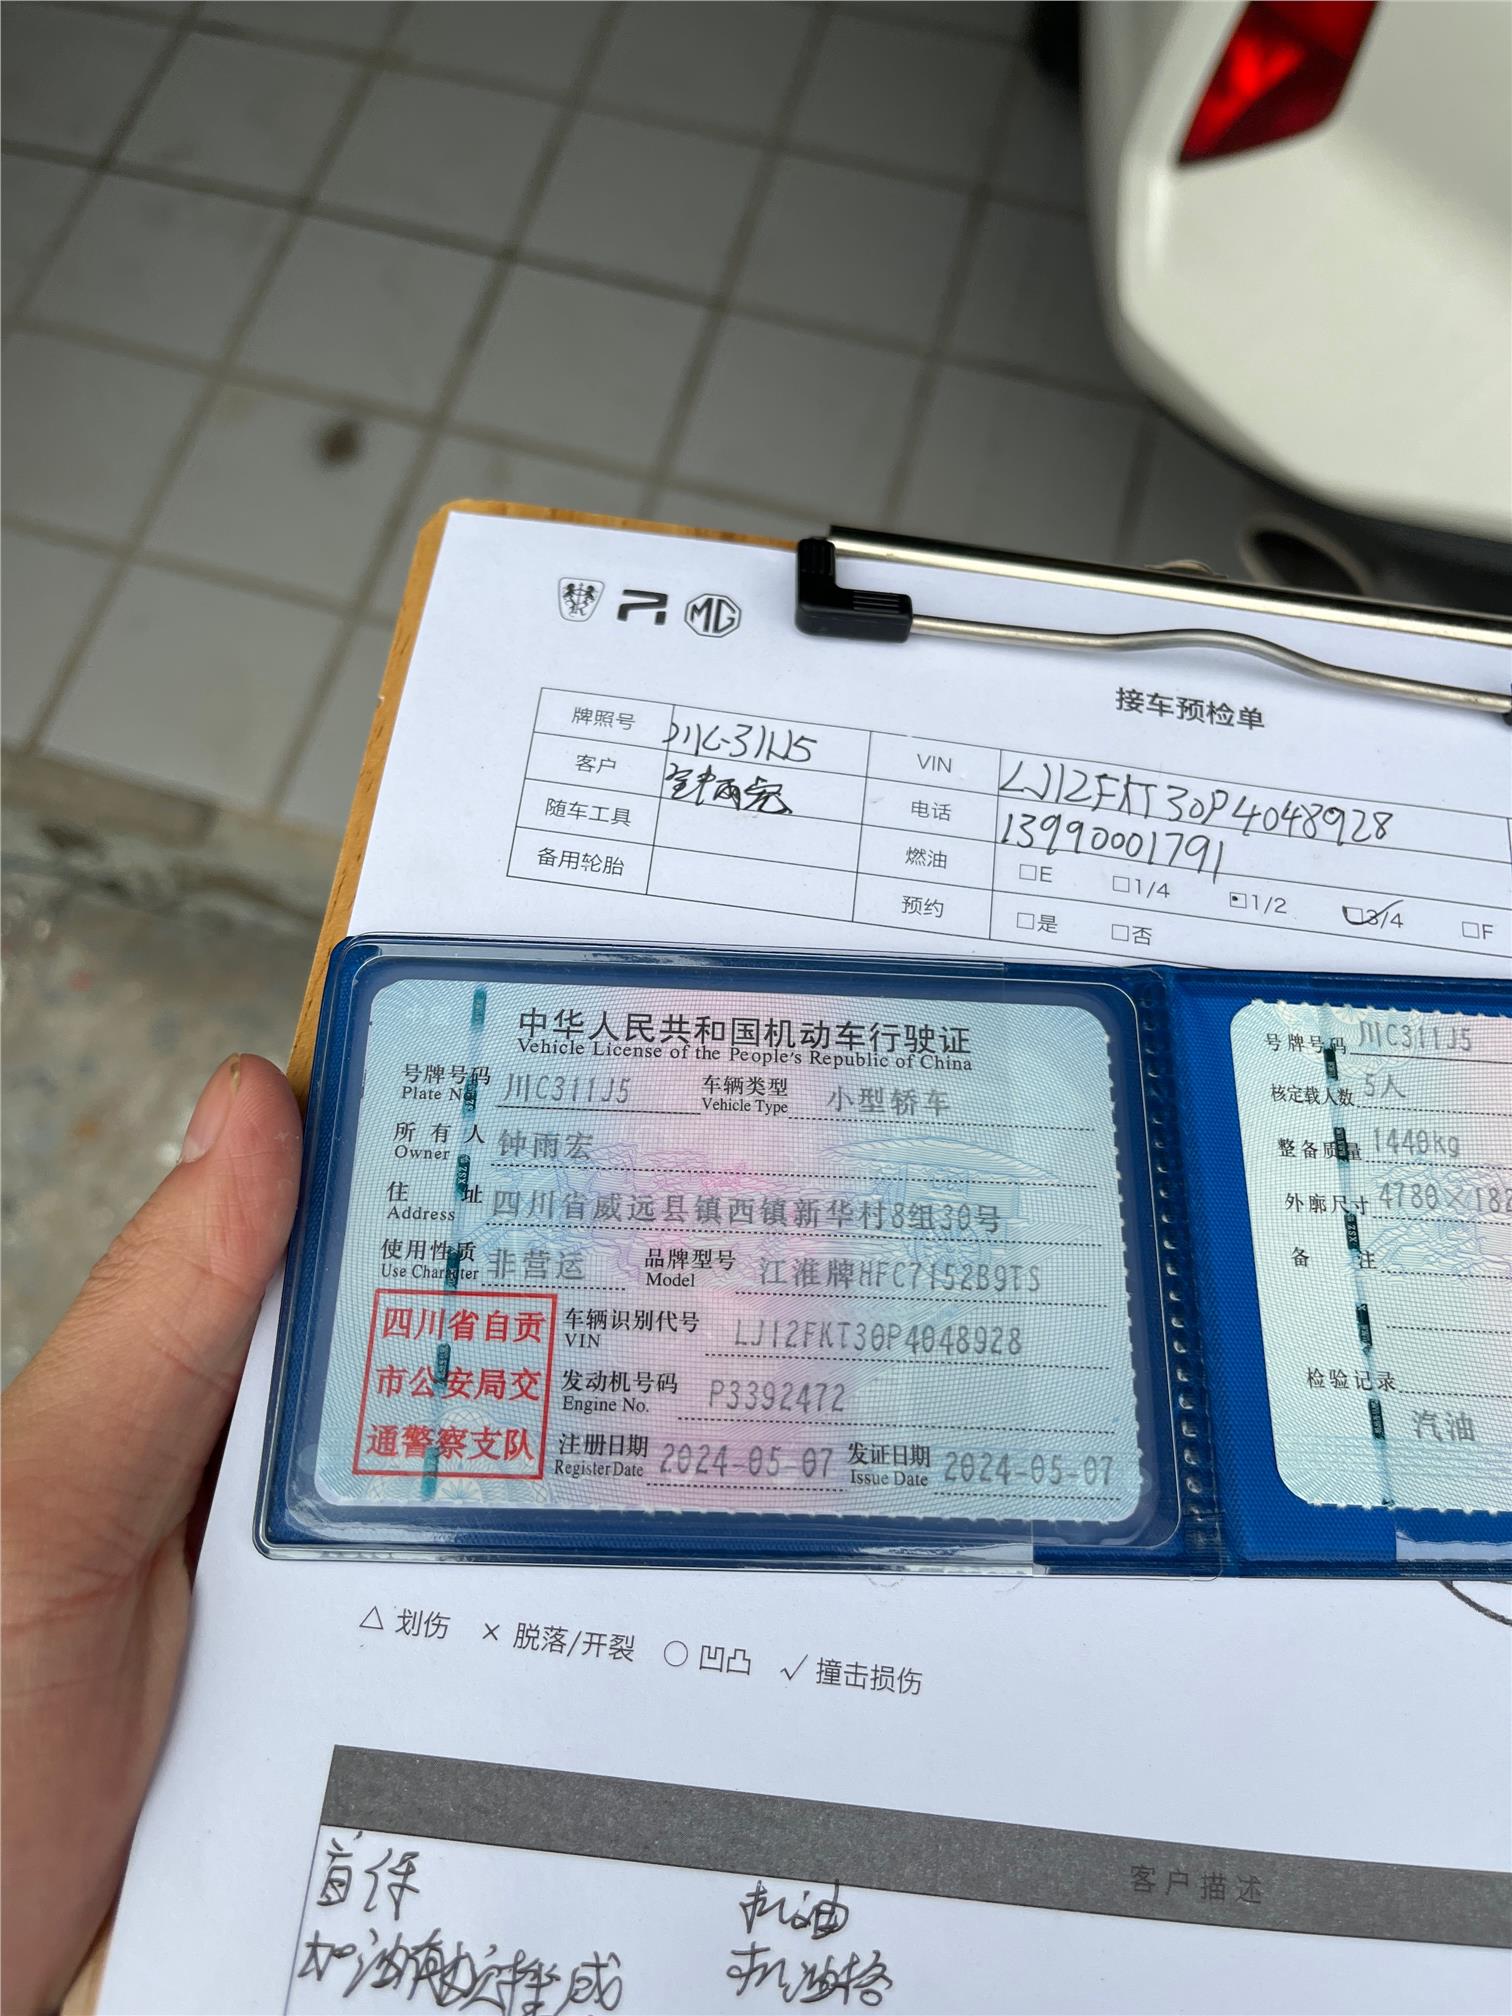 MG
接车预检单
牌照号 川C·311J5 VIN LJ12FKT30P4048928
客户 电话 13990001791
随车工具 燃油 □E □1/4 □1/2 □3/4 □F
备用轮胎 预约 □是 □否
中华人民共和国机动车行驶证
Vehicle License of the People's Republic of China
号牌号码 川C311J5 车辆类型 小型轿车
Plate No. Vehicle Type
所有人 钟雨宏
Owner
住址 四川省威远县镇西镇新华村8组30号
Address
使用性质 非营运 品牌型号 江淮牌HFC7152B9TS
Use Character Model
四川省自贡
市公安局交
通警察支队
车辆识别代号 LJ12FKT30P4048928
VIN
发动机号码 P3392472
Engine No.
注册日期 2024-05-07 发证日期 2024-05-07
Register Date Issue Date
号牌号码 川C311J5
核定载人数 5人
整备质量 1440kg
外廓尺寸 4780×182
备注
检验记录
汽油
△ 划伤 × 脱落/开裂 ○ 凹凸 √ 撞击损伤
客户描述
首保 机油
机油格